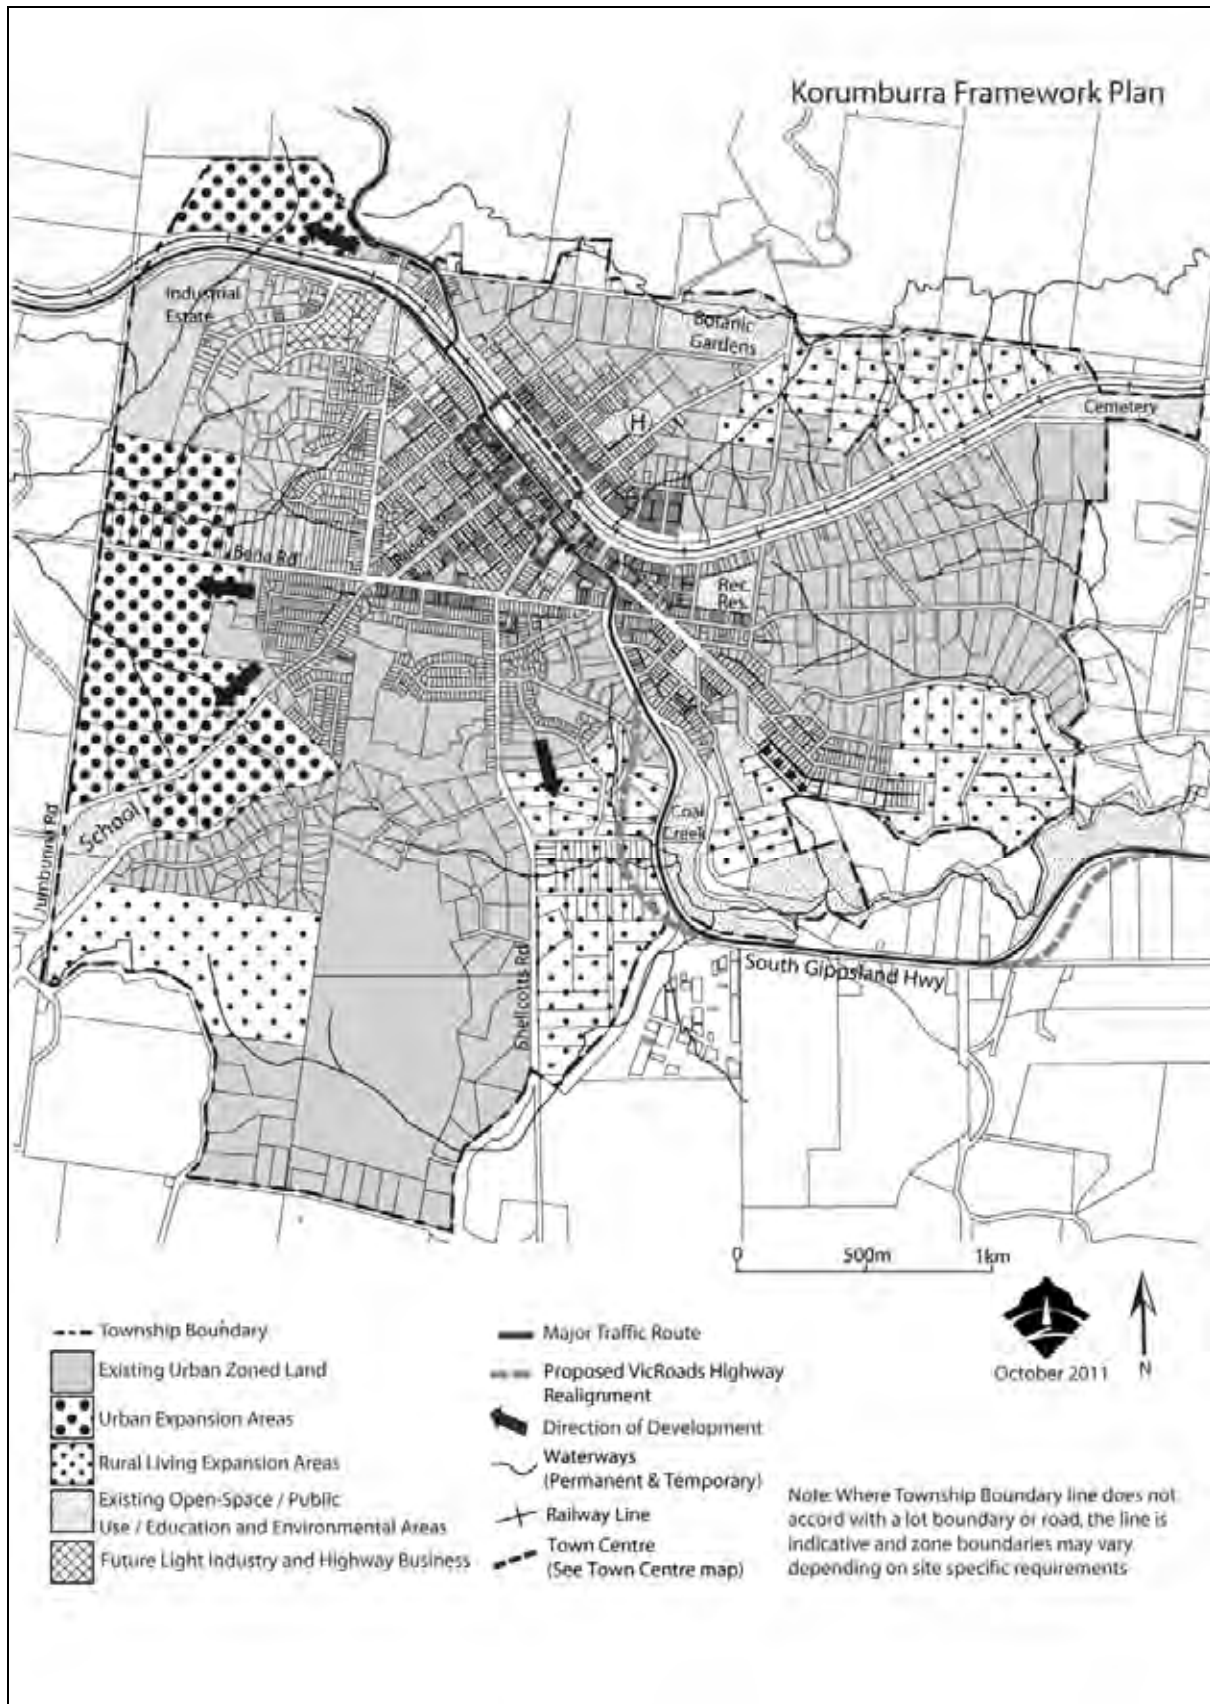 Korumburra Framework Plan
Industrial
Estate
Botanic
Gardens
H
Cemetery
Bena Rd
Rec.
Res.
Coal
Creek
School
Jumbunna Rd
Shellcotts Rd
South Gippsland Hwy
0 500m 1km
October 2011
N
Township Boundary
Existing Urban Zoned Land
Urban Expansion Areas
Rural Living Expansion Areas
Existing Open-Space / Public
Use / Education and Environmental Areas
Future Light Industry and Highway Business
Major Traffic Route
Proposed VicRoads Highway
Realignment
Direction of Development
Waterways
(Permanent & Temporary)
Railway Line
Town Centre
(See Town Centre map)
Note: Where Township Boundary line does not
accord with a lot boundary or road, the line is
indicative and zone boundaries may vary
depending on site specific requirements